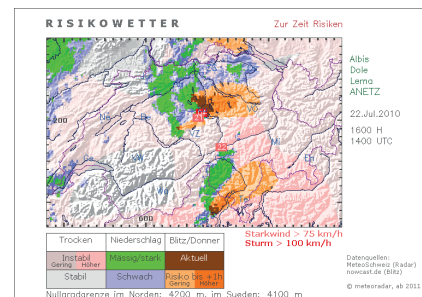 RISIKOWETTER
Zur Zeit Risiken
Albis
Dole
Lema
ANETZ
22.Jul.2010
1600 H
1400 UTC
200
600
Starkwind > 75 km/h
Sturm > 100 km/h
Trocken Niederschlag Blitz/Donner
Instabil Mässig/stark Aktuell
Gering Höher
Stabil Schwach Risiko bis +1h
Gering Höher
Nullgradgrenze im Norden: 4200 m, im Sueden: 4100 m
Datenquellen:
MeteoSchweiz (Radar)
nowcast.de (Blitz)
© meteoradar, ab 2011